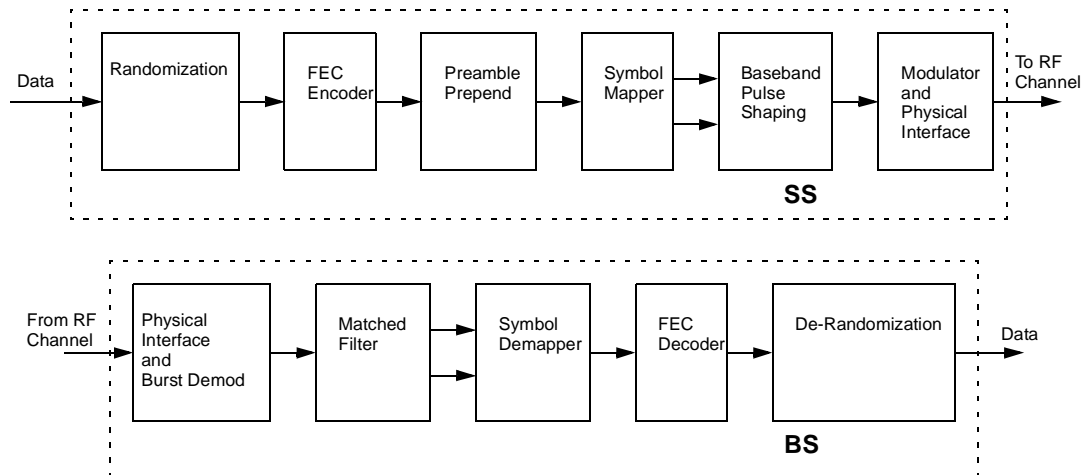 Data
Randomization
FEC
Encoder
Preamble
Prepend
Symbol
Mapper
Baseband
Pulse
Shaping
Modulator
and
Physical
Interface
To RF
Channel
SS
From RF
Channel
Physical
Interface
and
Burst Demod
Matched
Filter
Symbol
Demapper
FEC
Decoder
De-Randomization
Data
BS